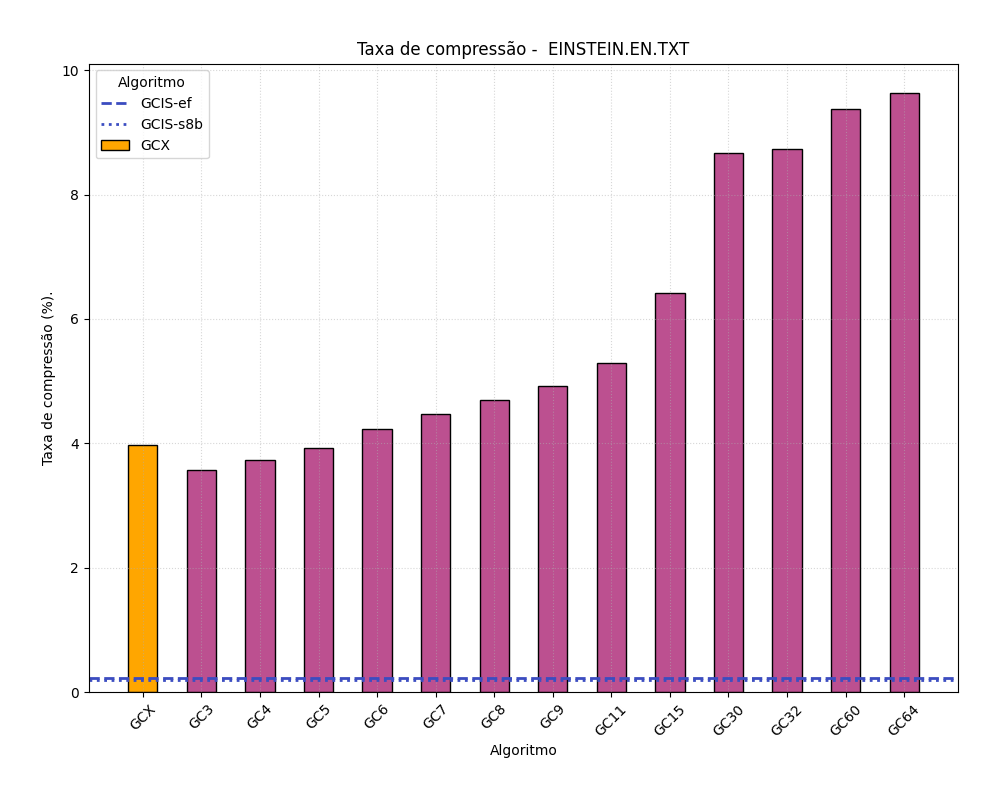 Taxa de compressão -  EINSTEIN.EN.TXT
Algoritmo
GCIS-ef
GCIS-s8b
GCX
Taxa de compressão (%).
10
8
6
4
2
0
GCX
GC3
GC4
GC5
GC6
GC7
GC8
GC9
GC11
GC15
GC30
GC32
GC60
GC64
Algoritmo